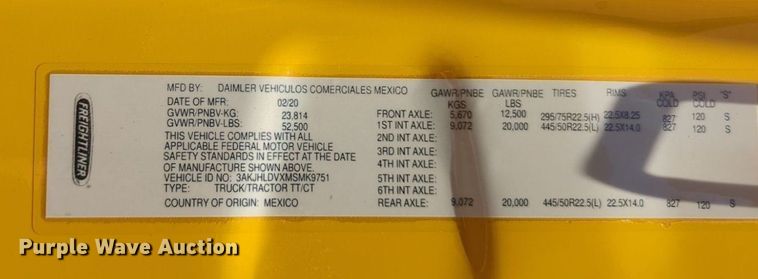 FREIGHTLINER
MFD BY: DAIMLER VEHICULOS COMERCIALES MEXICO
DATE OF MFR: 02/20
GVWR/PNBV-KG: 23,814
GVWR/PNBV-LBS: 52,500
THIS VEHICLE COMPLIES WITH ALL
APPLICABLE FEDERAL MOTOR VEHICLE
SAFETY STANDARDS IN EFFECT AT THE DATE
OF MANUFACTURE SHOWN ABOVE.
VEHICLE ID NO: 3AKJHLDVXMSMK9751
TYPE: TRUCK/TRACTOR TT/CT
COUNTRY OF ORIGIN: MEXICO
GAWR/PNBE GAWR/PNBE TIRES RIMS KPA PSI "S"
KGS LBS COLD COLD
FRONT AXLE: 5,670 12,500 295/75R22.5(H) 22.5X8.25 827 120 S
1ST INT AXLE: 9,072 20,000 445/50R22.5(L) 22.5X14.0 827 120 S
2ND INT AXLE:
3RD INT AXLE:
4TH INT AXLE:
5TH INT AXLE:
6TH INT AXLE:
REAR AXLE: 9,072 20,000 445/50R22.5(L) 22.5X14.0 827 120 S
Purple Wave Auction